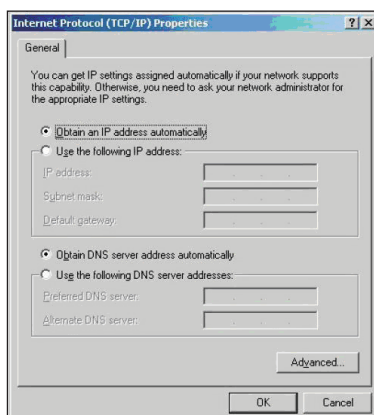 Internet Protocol (TCP/IP) Properties
General
You can get IP settings assigned automatically if your network supports
this capability. Otherwise, you need to ask your network administrator for
the appropriate IP settings.
Obtain an IP address automatically
Use the following IP address:
IP address:
Subnet mask:
Default gateway:
Obtain DNS server address automatically
Use the following DNS server addresses:
Preferred DNS server:
Alternate DNS server:
Advanced...
OK Cancel